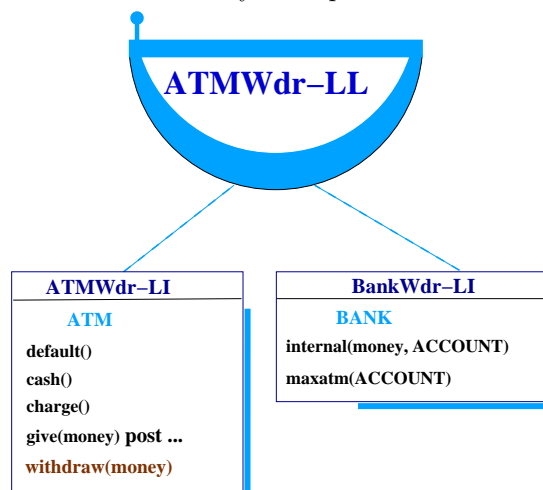 ATMWdr–LL
ATMWdr–LI
ATM
default()
cash()
charge()
give(money) post ...
withdraw(money)
BankWdr–LI
BANK
internal(money, ACCOUNT)
maxatm(ACCOUNT)